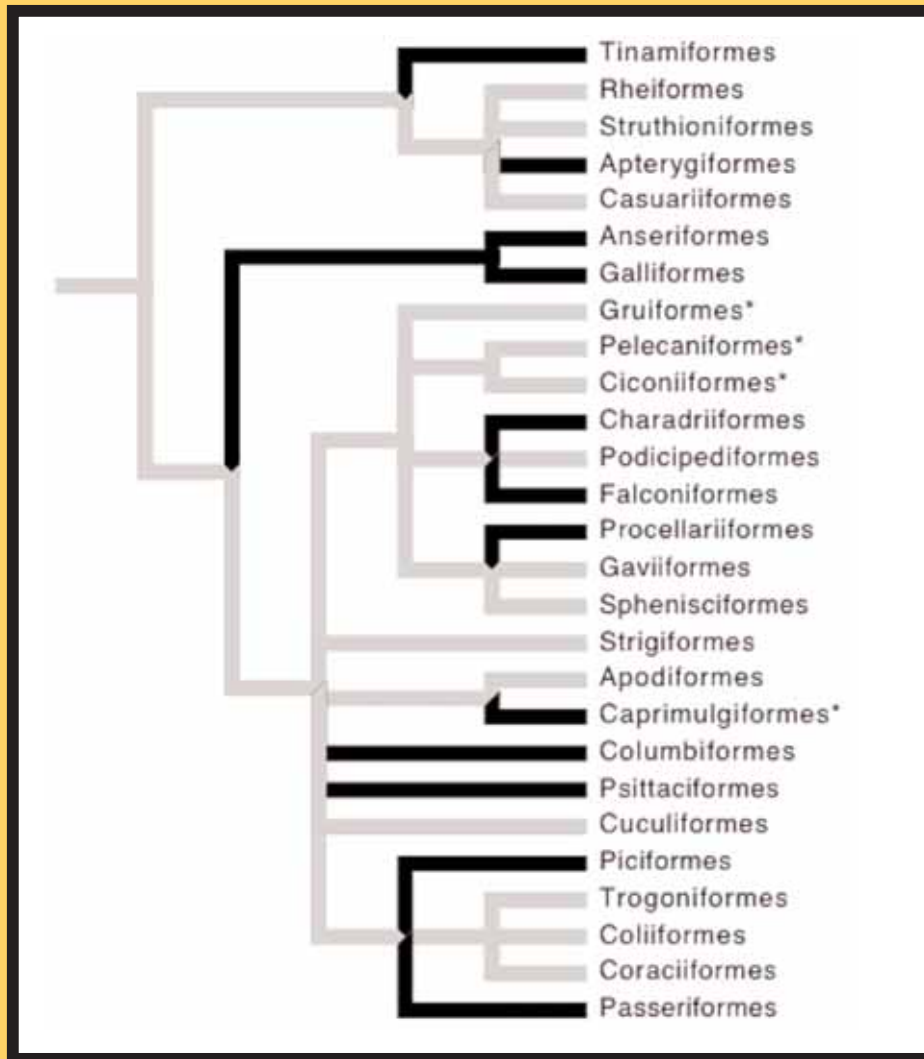 Tinamiformes
Rheiformes
Struthioniformes
Apterygiformes
Casuariiformes
Anseriformes
Galliformes
Gruiformes*
Pelecaniformes*
Ciconiiformes*
Charadriiformes
Podicipediformes
Falconiformes
Procellariiformes
Gaviiformes
Sphenisciformes
Strigiformes
Apodiformes
Caprimulgiformes*
Columbiformes
Psittaciformes
Cuculiformes
Piciformes
Trogoniformes
Coliiformes
Coraciiformes
Passeriformes